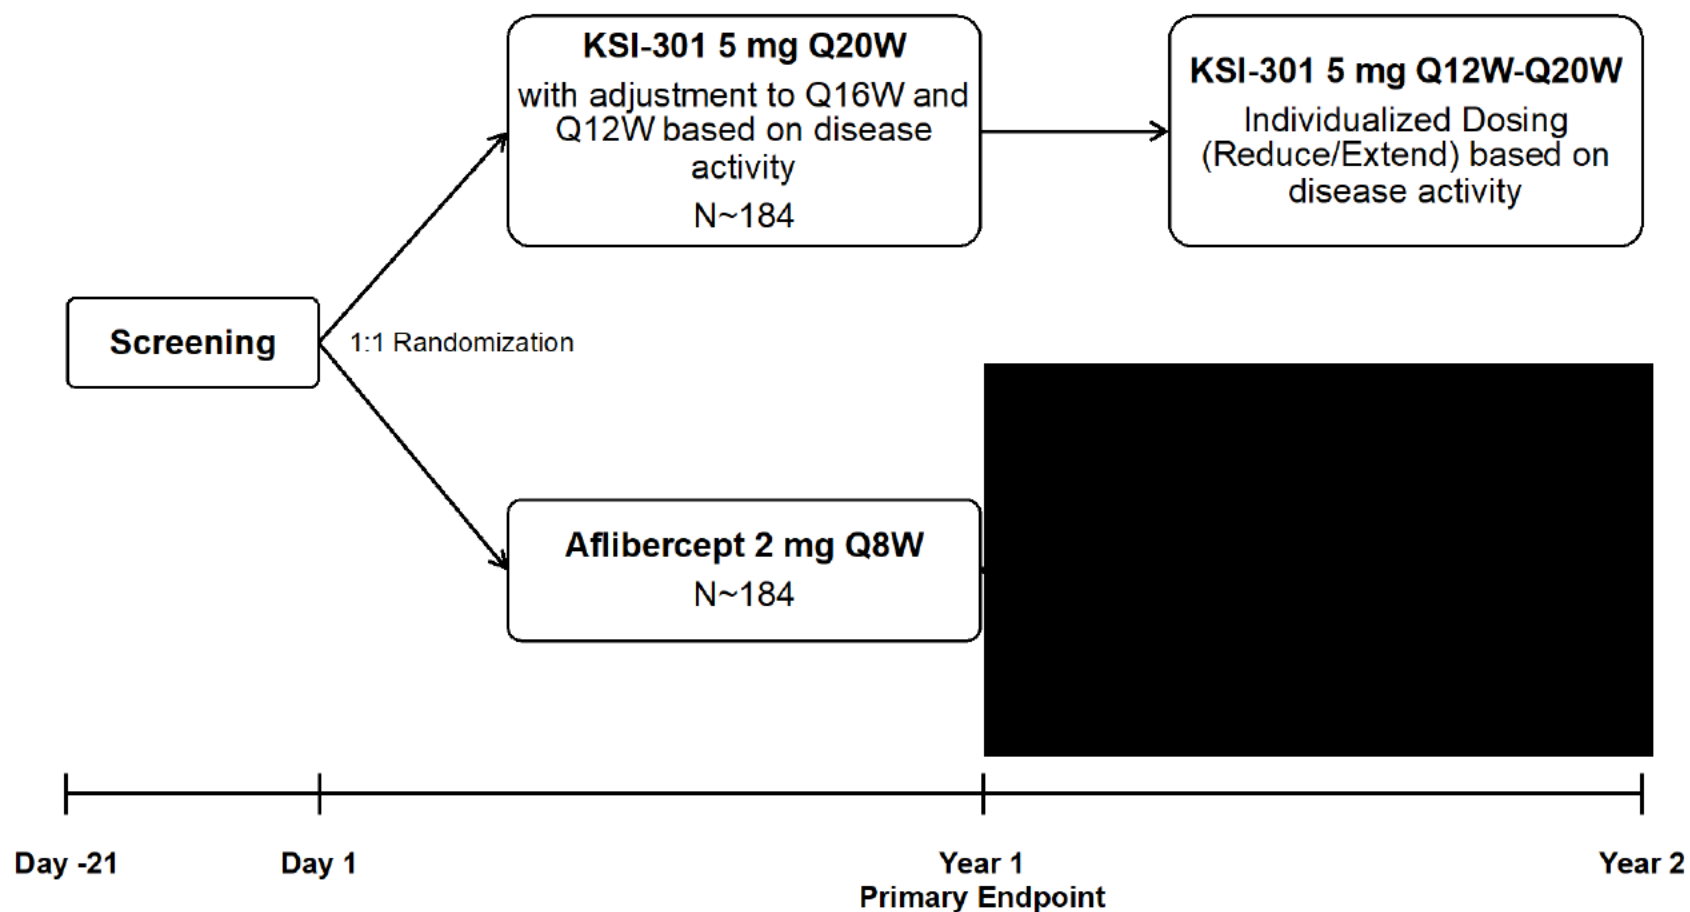 KSI-301 5 mg Q20W
with adjustment to Q16W and
Q12W based on disease
activity
N~184
KSI-301 5 mg Q12W-Q20W
Individualized Dosing
(Reduce/Extend) based on
disease activity
Screening
1:1 Randomization
Aflibercept 2 mg Q8W
N~184
Day -21
Day 1
Year 1
Primary Endpoint
Year 2